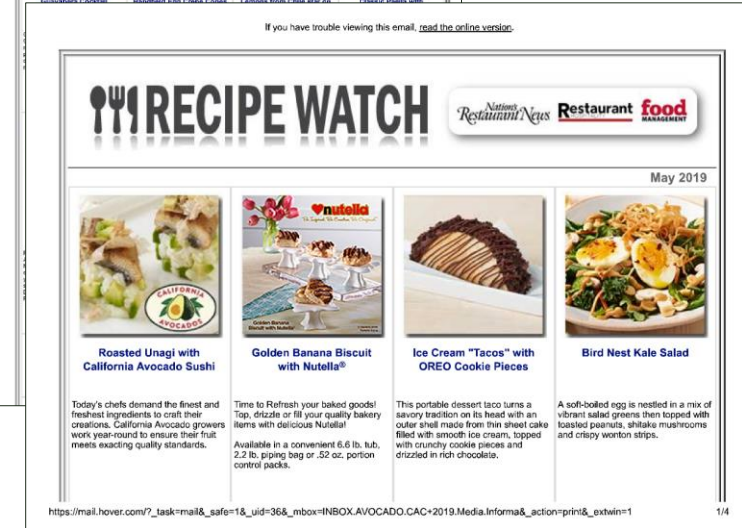 If you have trouble viewing this email, read the online version.
RECIPE WATCH
Nation's
Restaurant News
Restaurant
food
MANAGEMENT
May 2019
CALIFORNIA
AVOCADOS
nutella
Golden Banana
Biscuit with Nutella®
Roasted Unagi with
California Avocado Sushi
Golden Banana Biscuit
with Nutella®
Ice Cream "Tacos" with
OREO Cookie Pieces
Bird Nest Kale Salad
Today's chefs demand the finest and
freshest ingredients to craft their
creations. California Avocado growers
work year-round to ensure their fruit
meets exacting quality standards.
Time to Refresh your baked goods!
Top, drizzle or fill your quality bakery
items with delicious Nutella!
Available in a convenient 6.6 lb. tub,
2.2 lb. piping bag or .52 oz. portion
control packs.
This portable dessert taco turns a
savory tradition on its head with an
outer shell made from thin sheet cake
filled with smooth ice cream, topped
with crunchy cookie pieces and
drizzled in rich chocolate.
A soft-boiled egg is nestled in a mix of
vibrant salad greens then topped with
toasted peanuts, shitake mushrooms
and crispy wonton strips.
https://mail.hover.com/?_task=mail&_safe=1&_uid=36&_mbox=INBOX.AVOCADO.CAC+2019.Media.Informa&_action=print&_extwin=1
1/4